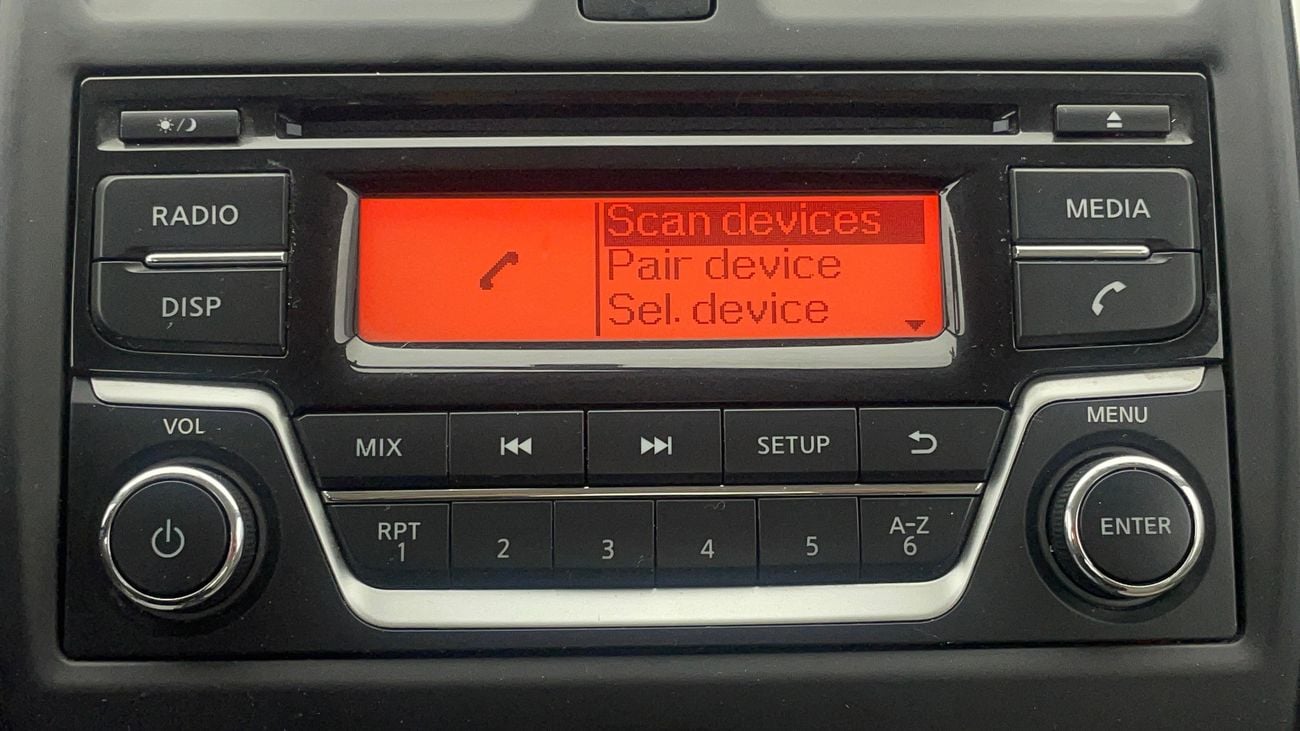 RADIO
DISP
Scan devices
Pair device
Sel. device
MEDIA
VOL
MENU
MIX
SETUP
ENTER
RPT
1
2
3
4
5
A-Z
6